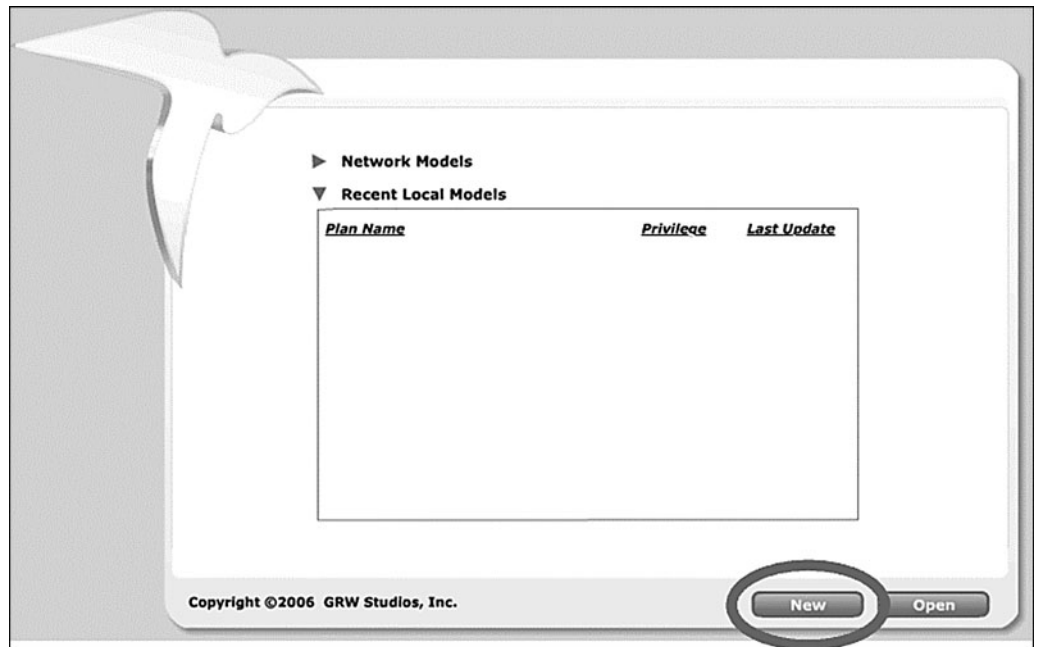 Network Models
Recent Local Models
Plan Name Privilege Last Update
Copyright ©2006 GRW Studios, Inc.
New Open